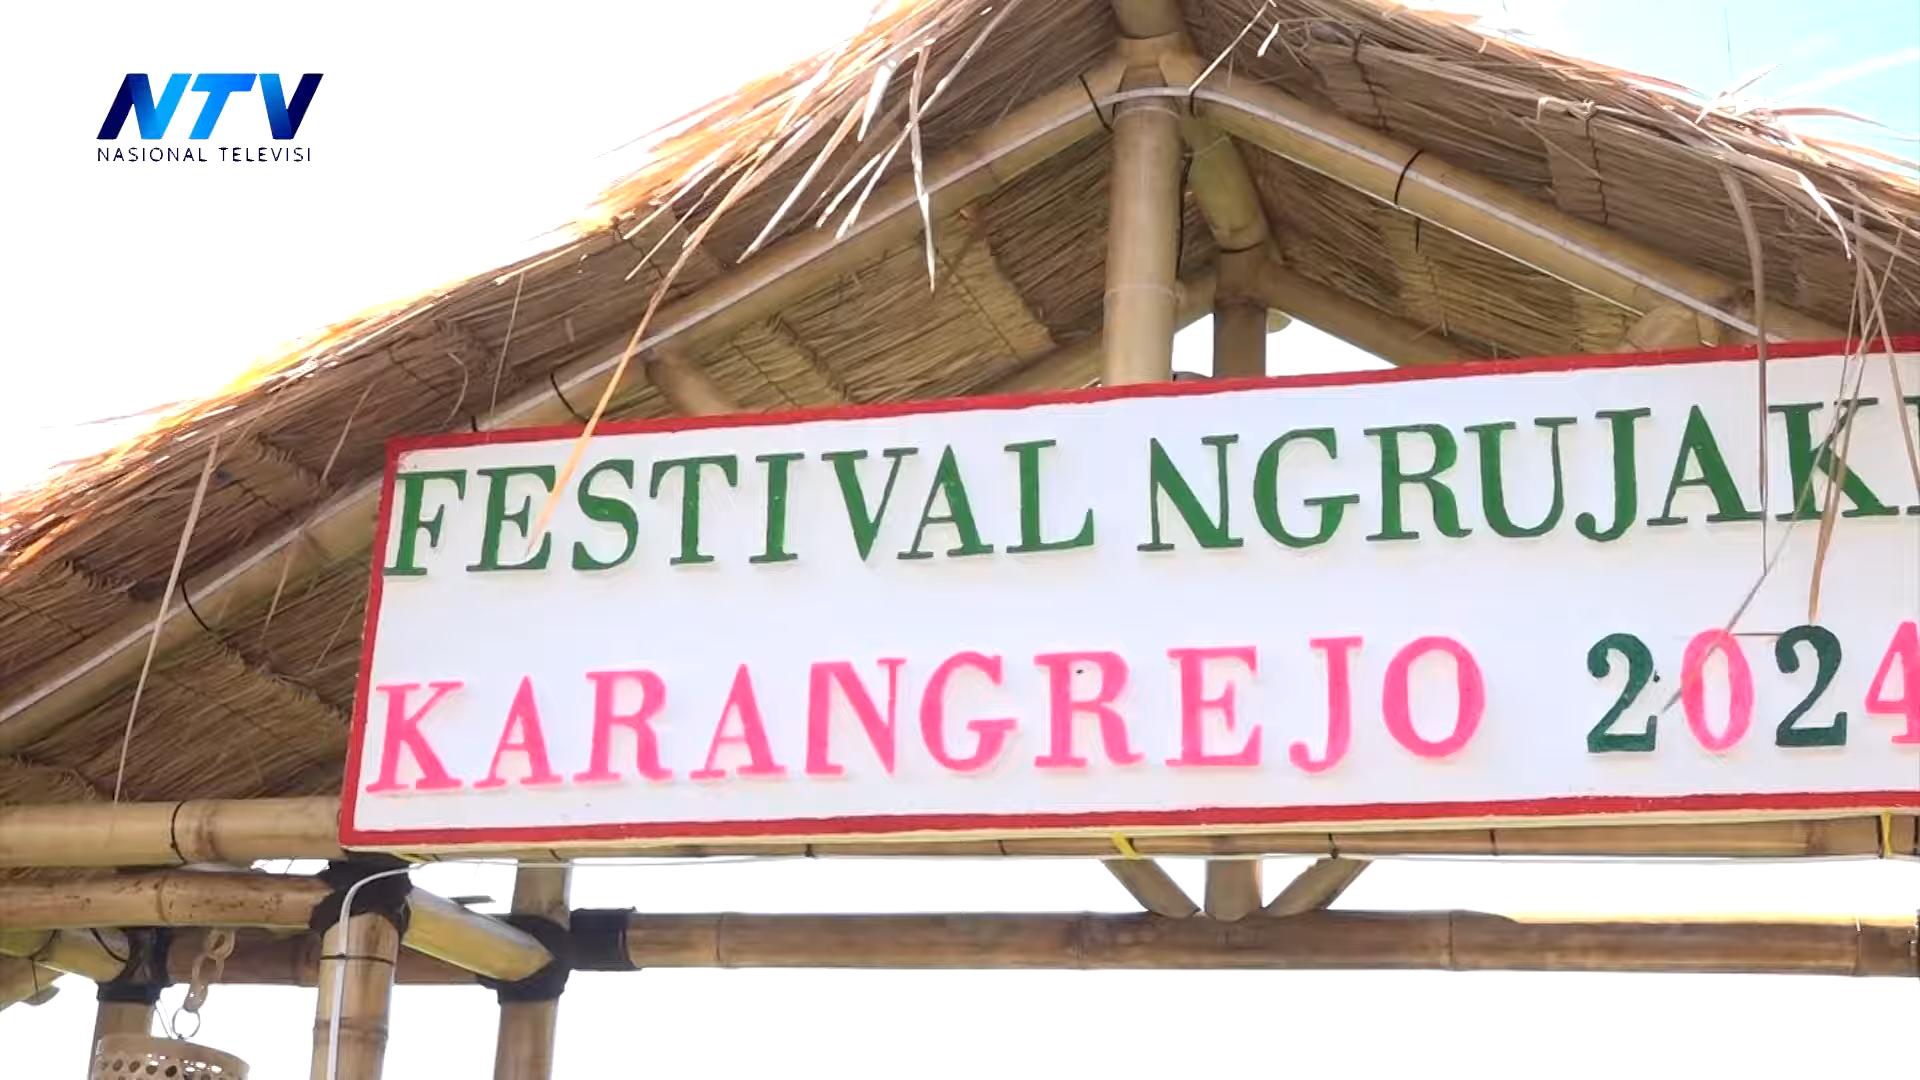 NTV
NASIONAL TELEVISI
FESTIVAL NGRUJAK
KARANGREJO 2024